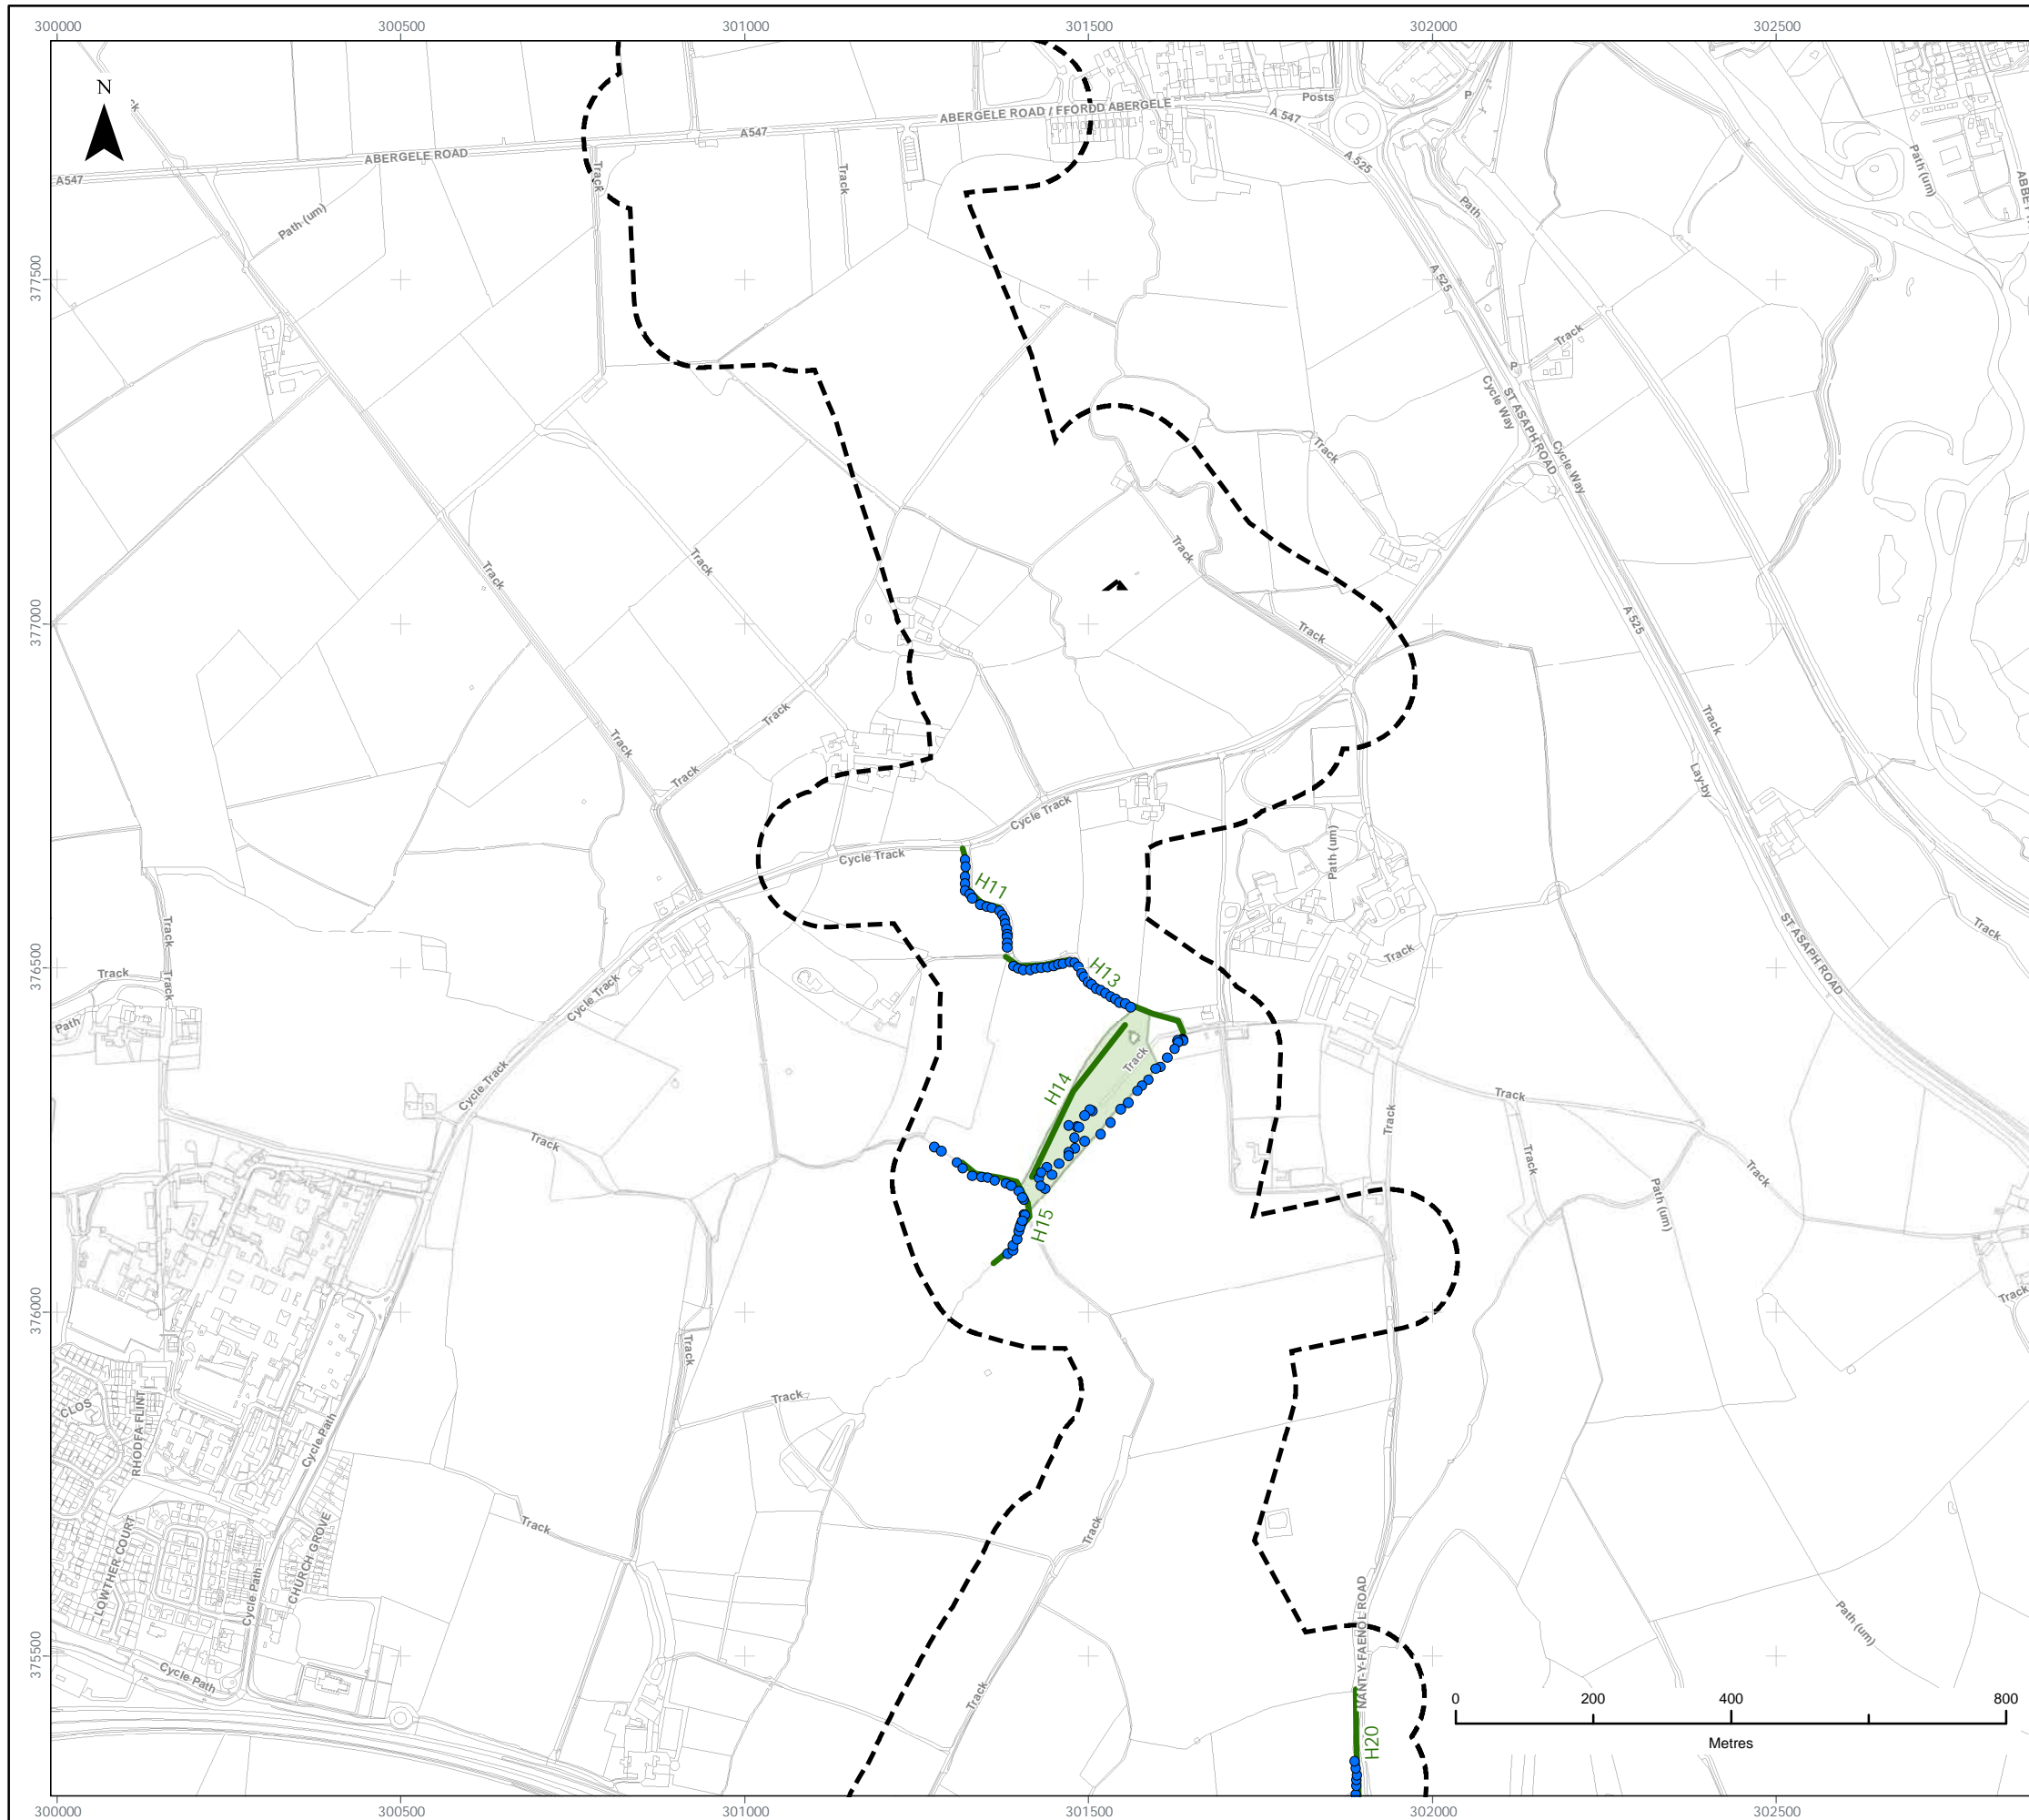 300000
300500
301000
301500
302000
302500
N
ABERGELE ROAD / FFORDD ABERGELE
Posts
P
A 547
A547
ABERGELE ROAD
A547
A 525
Track
Track
Path (um)
Path (um)
Path
377500
A 525
Track
P
Cycle Way
ST ASAPH ROAD
Cycle Way
Track
Track
Track
Track
377000
Track
A 525
Track
Track
Track
Track
Lay-by
Cycle Track
Cycle Track
Path (um)
H11
Track
ST ASAPH ROAD
Track
Track
376500
Track
Track
H13
Cycle Track
Path
Track
Cycle Track
H14
Track
Track
Track
Track
Track
Path (um)
H15
Track
376000
Track
Track
CLOS
RHODFA FLINT
Cycle Path
Track
Track
LOWTHER COURT
CHURCH GROVE
Cycle Path
Path (um)
NANT-Y-FAENOL ROAD
375500
Cycle Path
Track
0
200
400
800
H20
Metres
300000
300500
301000
301500
302000
302500